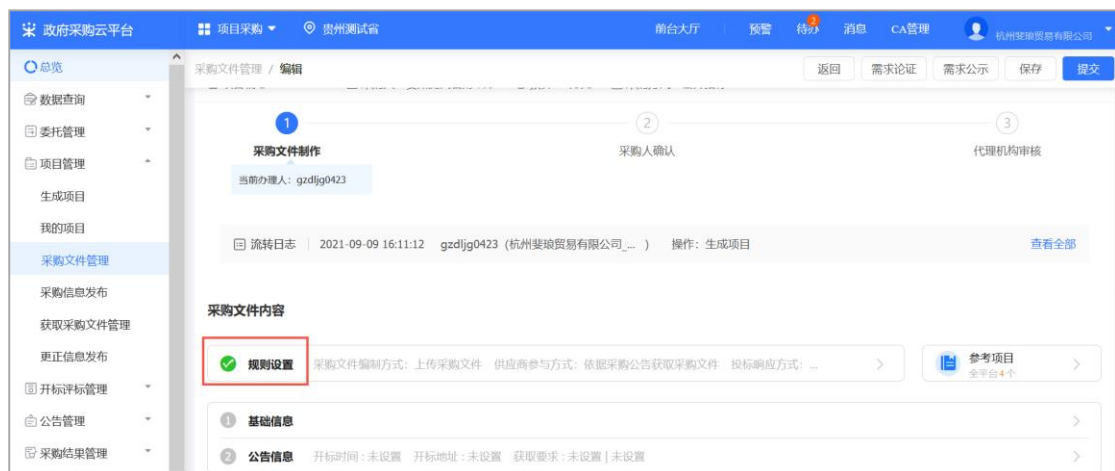 政府采购云平台 项目采购 贵州测试省 前台大厅 预警 待办 2 消息 CA管理 杭州斐琅贸易有限公司
总览
采购文件管理 / 编辑 返回 需求论证 需求公示 保存 提交
数据查询
委托管理
项目管理
生成项目
我的项目
采购文件管理
采购信息发布
获取采购文件管理
更正信息发布
开标评标管理
公告管理
采购结果管理
1 2 3
采购文件制作 采购人确认 代理机构审核
当前办理人：gzdljg0423
流转日志 2021-09-09 16:11:12 gzdljg0423（杭州斐琅贸易有限公司_... ） 操作：生成项目 查看全部
采购文件内容
规则设置 采购文件编制方式：上传采购文件 供应商参与方式：依据采购公告获取采购文件 投标响应方式：...
参考项目
全平台4个
1 基础信息
2 公告信息 开标时间 : 未设置 开标地址 : 未设置 获取要求 : 未设置 | 未设置